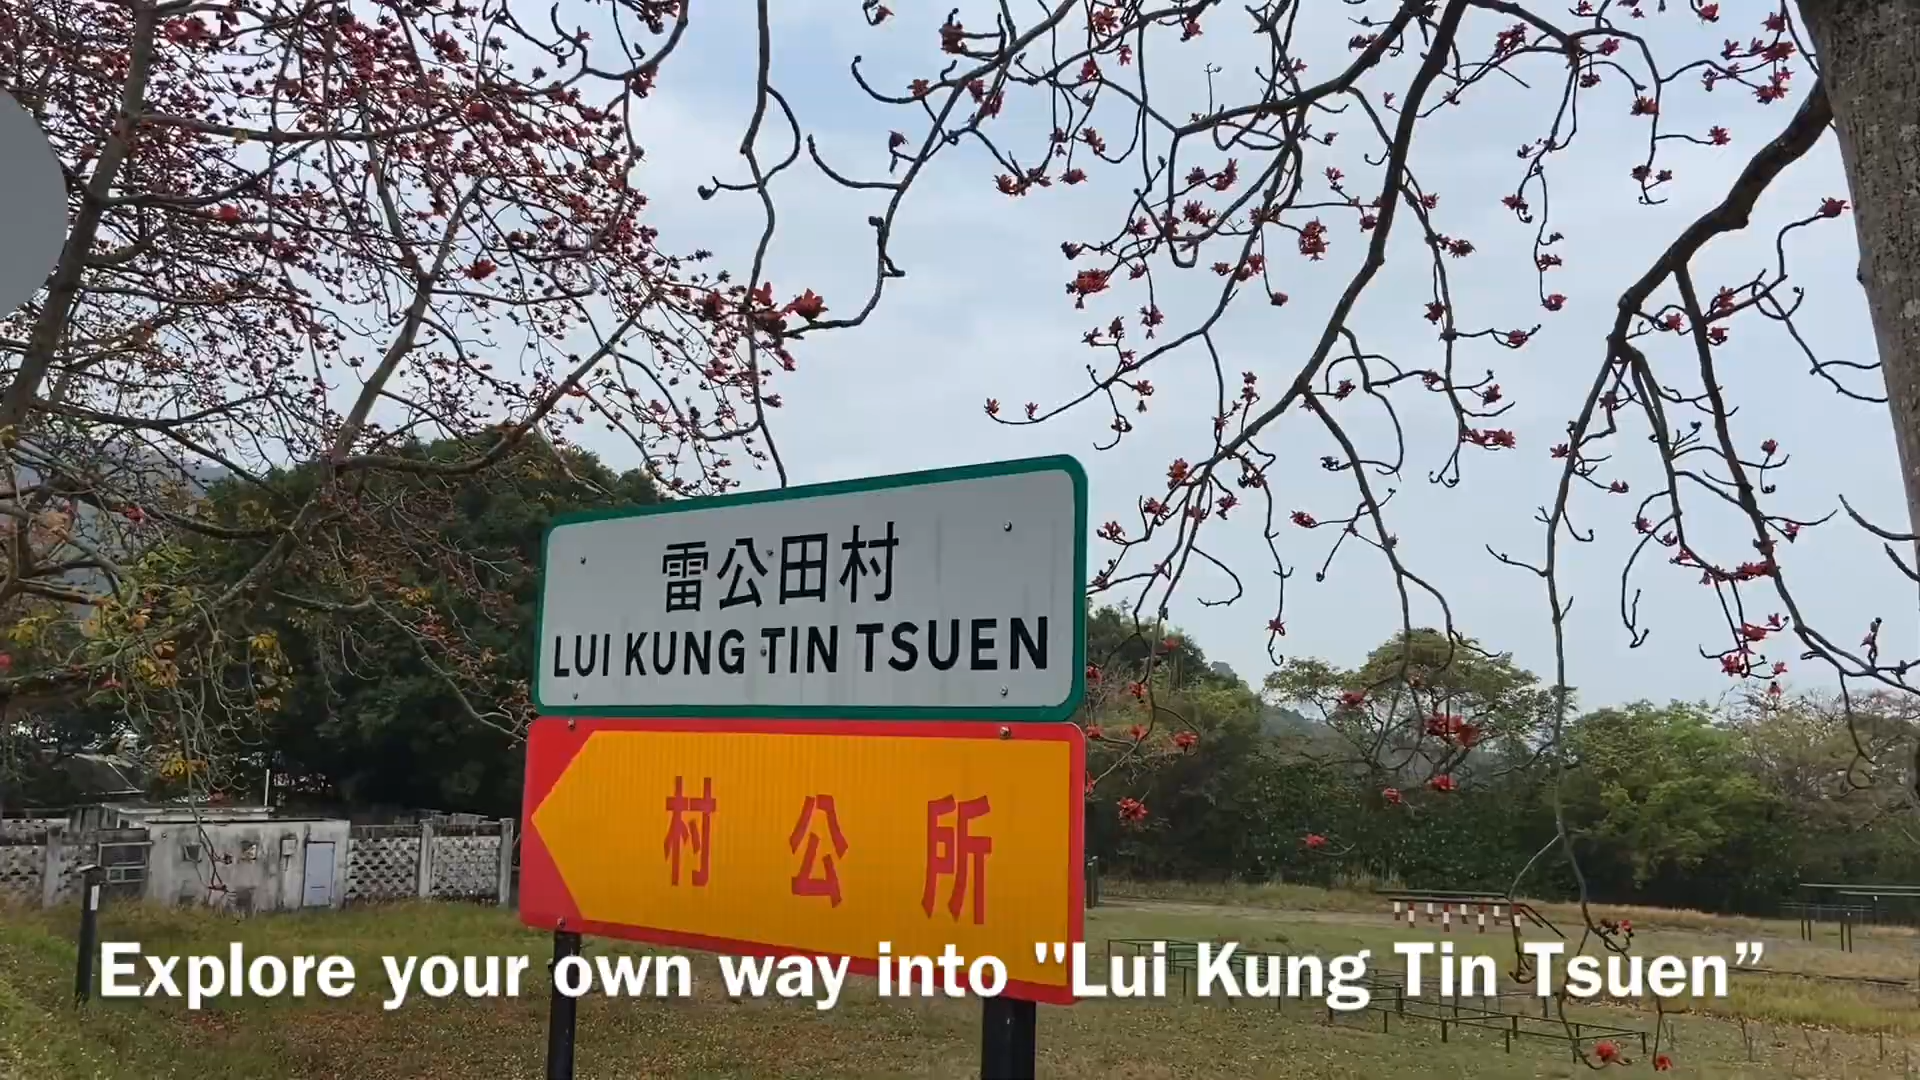 雷公田村
LUI KUNG TIN TSUEN
村公所
Explore your own way into "Lui Kung Tin Tsuen”